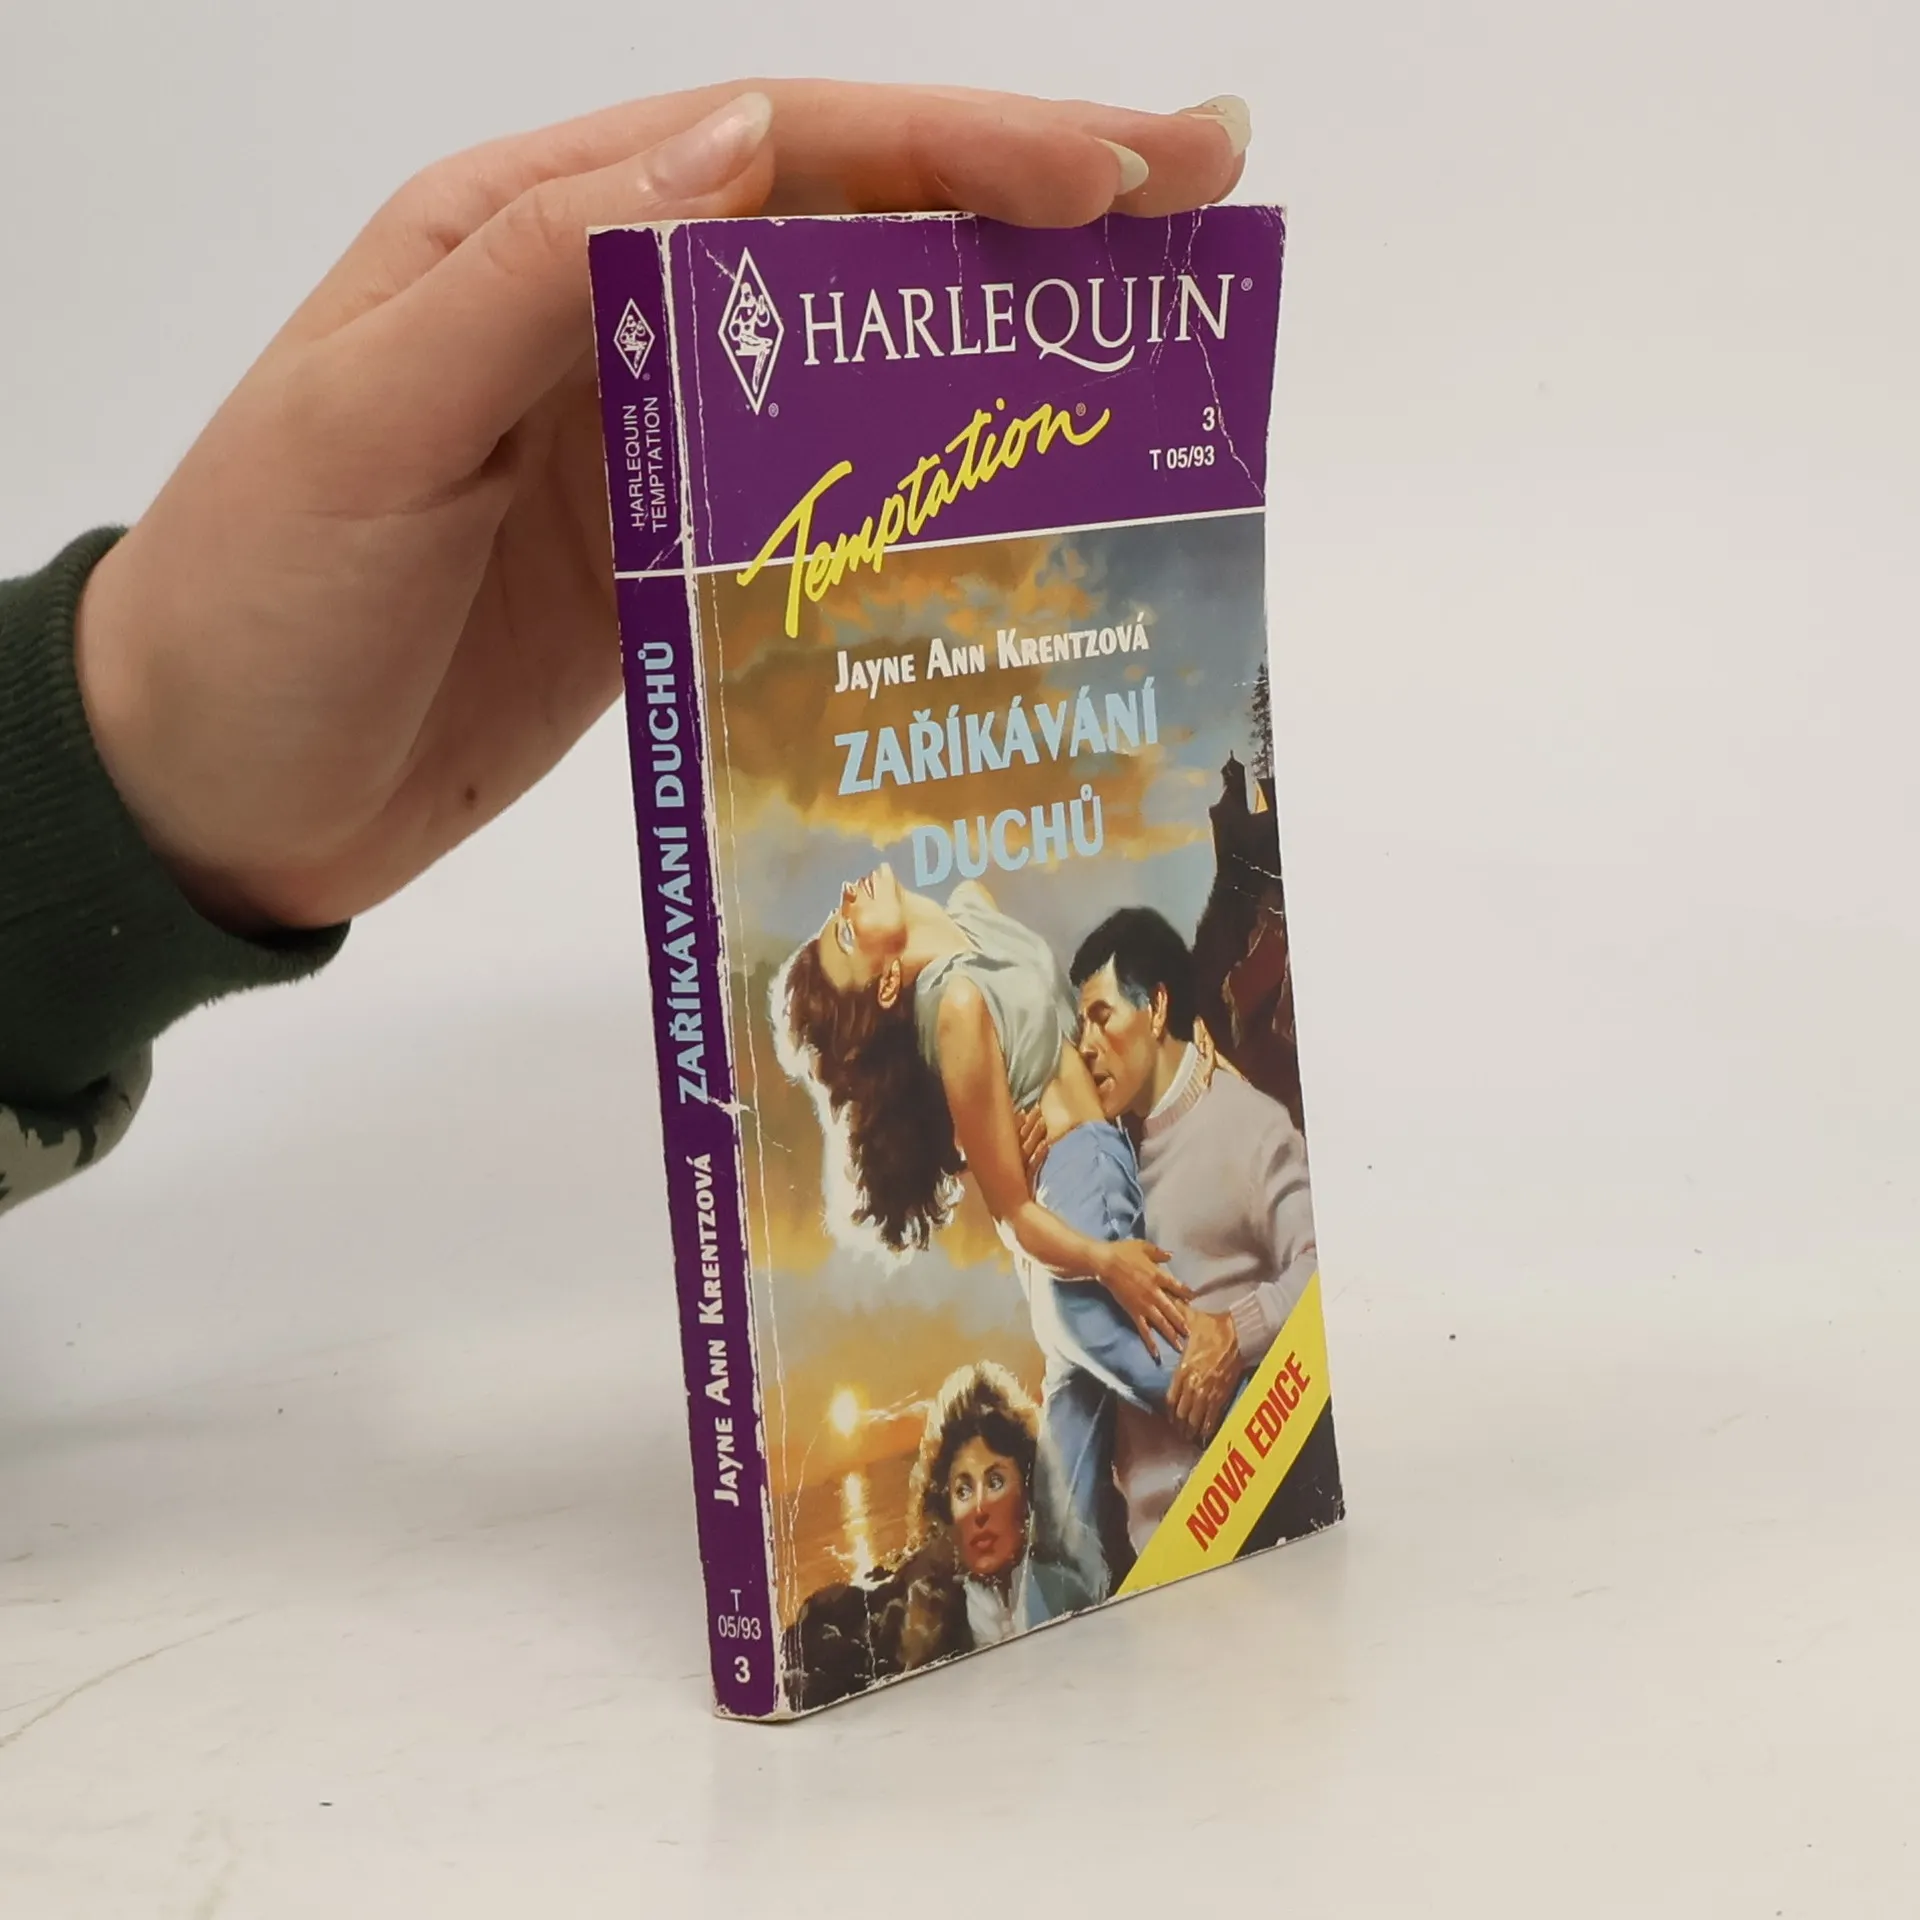 HARLEQUIN
TEMPTATION
ZAŘÍKÁVÁNÍ DUCHŮ
JAYNE ANN KRENTZOVÁ
T
05/93
3
HARLEQUIN®
Temptation®
3
T 05/93
JAYNE ANN KRENTZOVÁ
ZAŘÍKÁVÁNÍ
DUCHŮ
NOVÁ EDICE